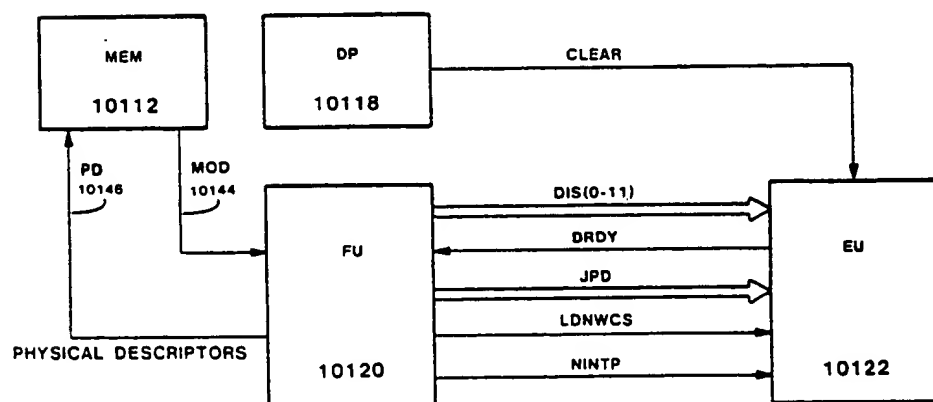 MEM
10112
DP
10118
CLEAR
PD
10146
MOD
10144
FU
10120
DIS(0-11)
DRDY
JPD
LDNWCS
NINTP
EU
10122
PHYSICAL DESCRIPTORS